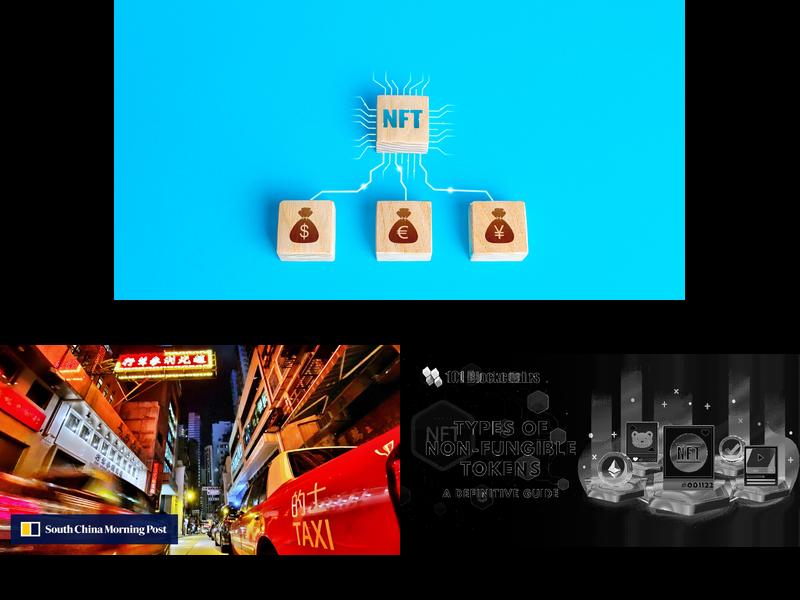 NFT
$
€
¥
的士
TAXI
South China Morning Post
101 Blockchains
NFT
TYPES OF
NON-FUNGIBLE
TOKENS
A DEFINITIVE GUIDE
NFT
#001122